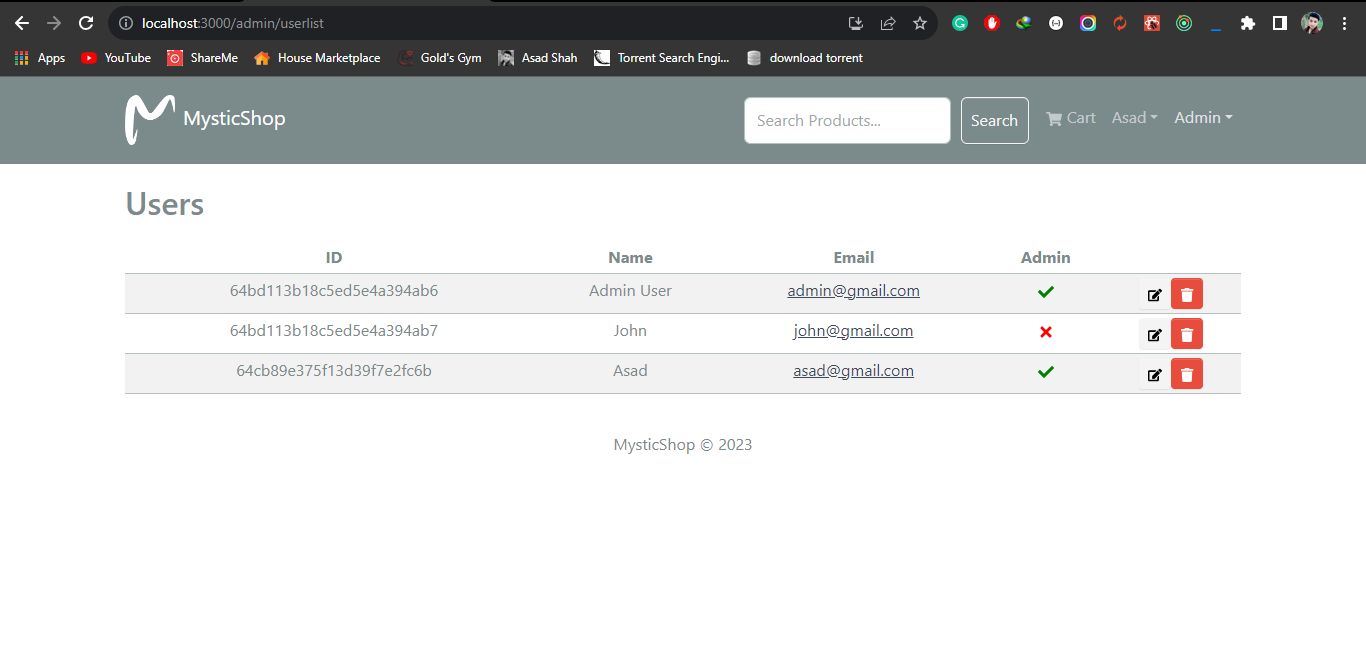 localhost:3000/admin/userlist
Apps YouTube ShareMe House Marketplace Gold's Gym Asad Shah Torrent Search Engi... download torrent
MysticShop Search Products... Search Cart Asad Admin
Users
ID Name Email Admin
64bd113b18c5ed5e4a394ab6 Admin User admin@gmail.com
64bd113b18c5ed5e4a394ab7 John john@gmail.com
64cb89e375f13d39f7e2fc6b Asad asad@gmail.com
MysticShop © 2023